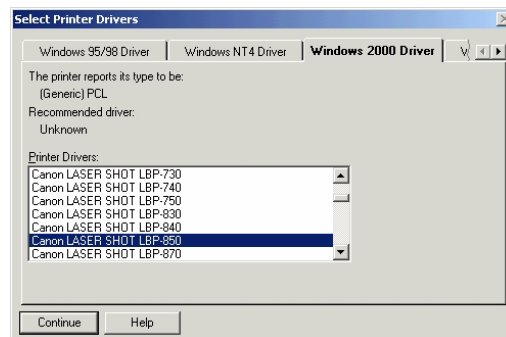 Select Printer Drivers
Windows 95/98 Driver
Windows NT4 Driver
Windows 2000 Driver
The printer reports its type to be:
(Generic) PCL
Recommended driver:
Unknown
Printer Drivers:
Canon LASER SHOT LBP-730
Canon LASER SHOT LBP-740
Canon LASER SHOT LBP-750
Canon LASER SHOT LBP-830
Canon LASER SHOT LBP-840
Canon LASER SHOT LBP-850
Canon LASER SHOT LBP-870
Continue
Help